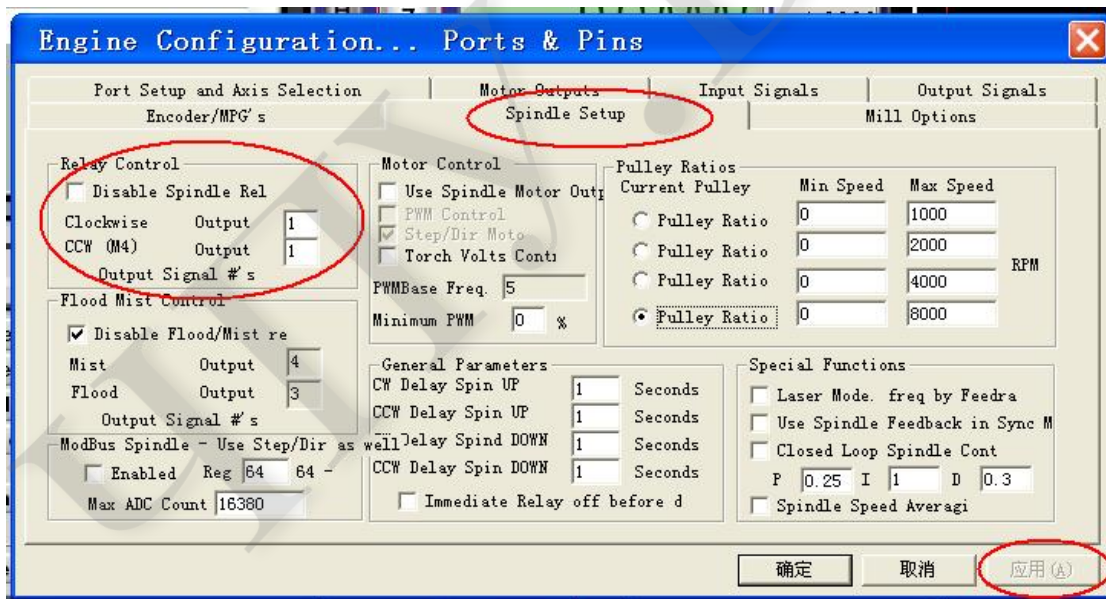 Engine Configuration... Ports & Pins
Port Setup and Axis Selection
Motor Outputs
Input Signals
Output Signals
Encoder/MPG's
Spindle Setup
Mill Options
Relay Control
Disable Spindle Rel
Clockwise Output 1
CCW (M4) Output 1
Output Signal #'s
Flood Mist Control
Disable Flood/Mist re
Mist Output 4
Flood Output 3
Output Signal #'s
ModBus Spindle - Use Step/Dir as well
Enabled Reg 64 64 -
Max ADC Count 16380
Motor Control
Use Spindle Motor Outp
PWM Control
Step/Dir Moto
Torch Volts Cont
PWMBase Freq. 5
Minimum PWM 0 %
General Parameters
CW Delay Spin UP 1 Seconds
CCW Delay Spin UP 1 Seconds
Delay Spind DOWN 1 Seconds
CCW Delay Spin DOWN 1 Seconds
Immediate Relay off before d
Pulley Ratios
Current Pulley Min Speed Max Speed
Pulley Ratio 0 1000
Pulley Ratio 0 2000
Pulley Ratio 0 4000
Pulley Ratio 0 8000
RPM
Special Functions
Laser Mode. freq by Feedra
Use Spindle Feedback in Sync M
Closed Loop Spindle Cont
P 0.25 I 1 D 0.3
Spindle Speed Averagi
确定
取消
应用(A)